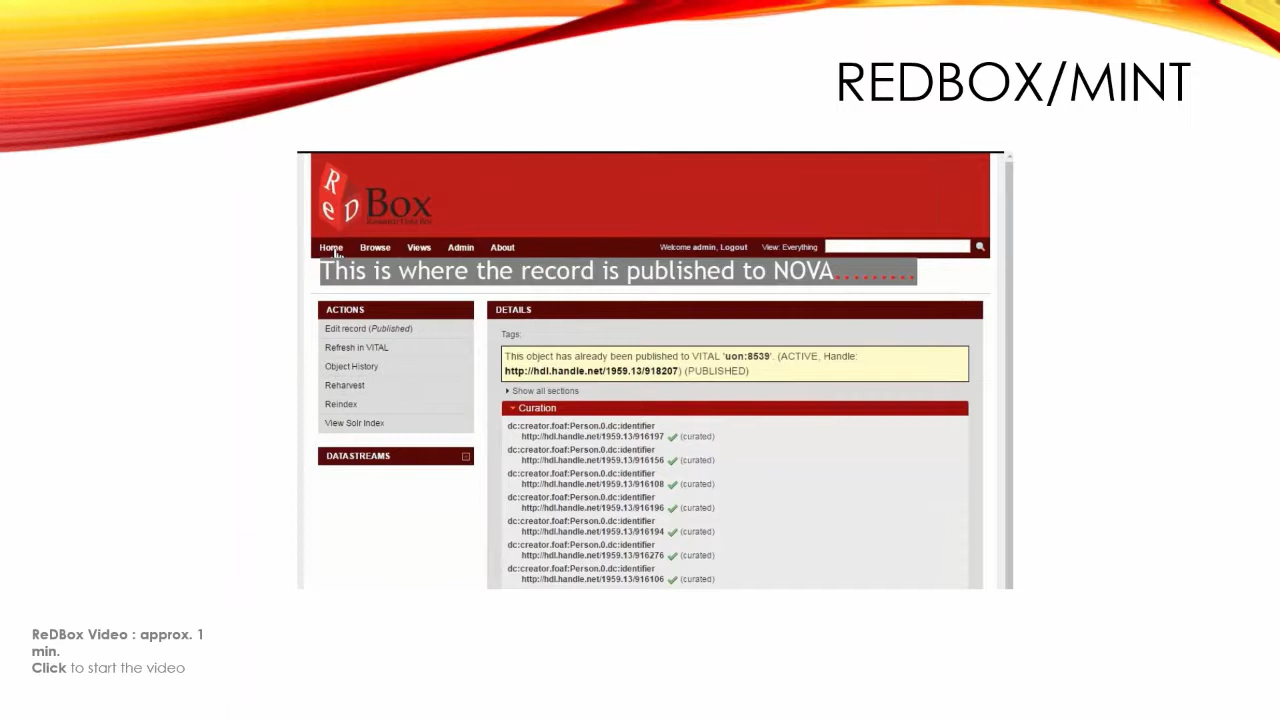 REDBOX/MINT
ReD Box
Home Browse Views Admin About Welcome admin, Logout View: Everything
This is where the record is published to NOVA.........
ACTIONS
Edit record (Published)
Refresh in VITAL
Object History
Reharvest
Reindex
View Solr Index
DATASTREAMS
DETAILS
Tags:
This object has already been published to VITAL 'uon:8539'. (ACTIVE, Handle:
http://hdl.handle.net/1959.13/918207) (PUBLISHED)
Show all sections
Curation
dc:creator.foaf:Person.0.dc:identifier
http://hdl.handle.net/1959.13/916197 (curated)
dc:creator.foaf:Person.0.dc:identifier
http://hdl.handle.net/1959.13/916156 (curated)
dc:creator.foaf:Person.0.dc:identifier
http://hdl.handle.net/1959.13/916108 (curated)
dc:creator.foaf:Person.0.dc:identifier
http://hdl.handle.net/1959.13/916196 (curated)
dc:creator.foaf:Person.0.dc:identifier
http://hdl.handle.net/1959.13/916194 (curated)
dc:creator.foaf:Person.0.dc:identifier
http://hdl.handle.net/1959.13/916276 (curated)
dc:creator.foaf:Person.0.dc:identifier
http://hdl.handle.net/1959.13/916106 (curated)
ReDBox Video : approx. 1
min.
Click to start the video